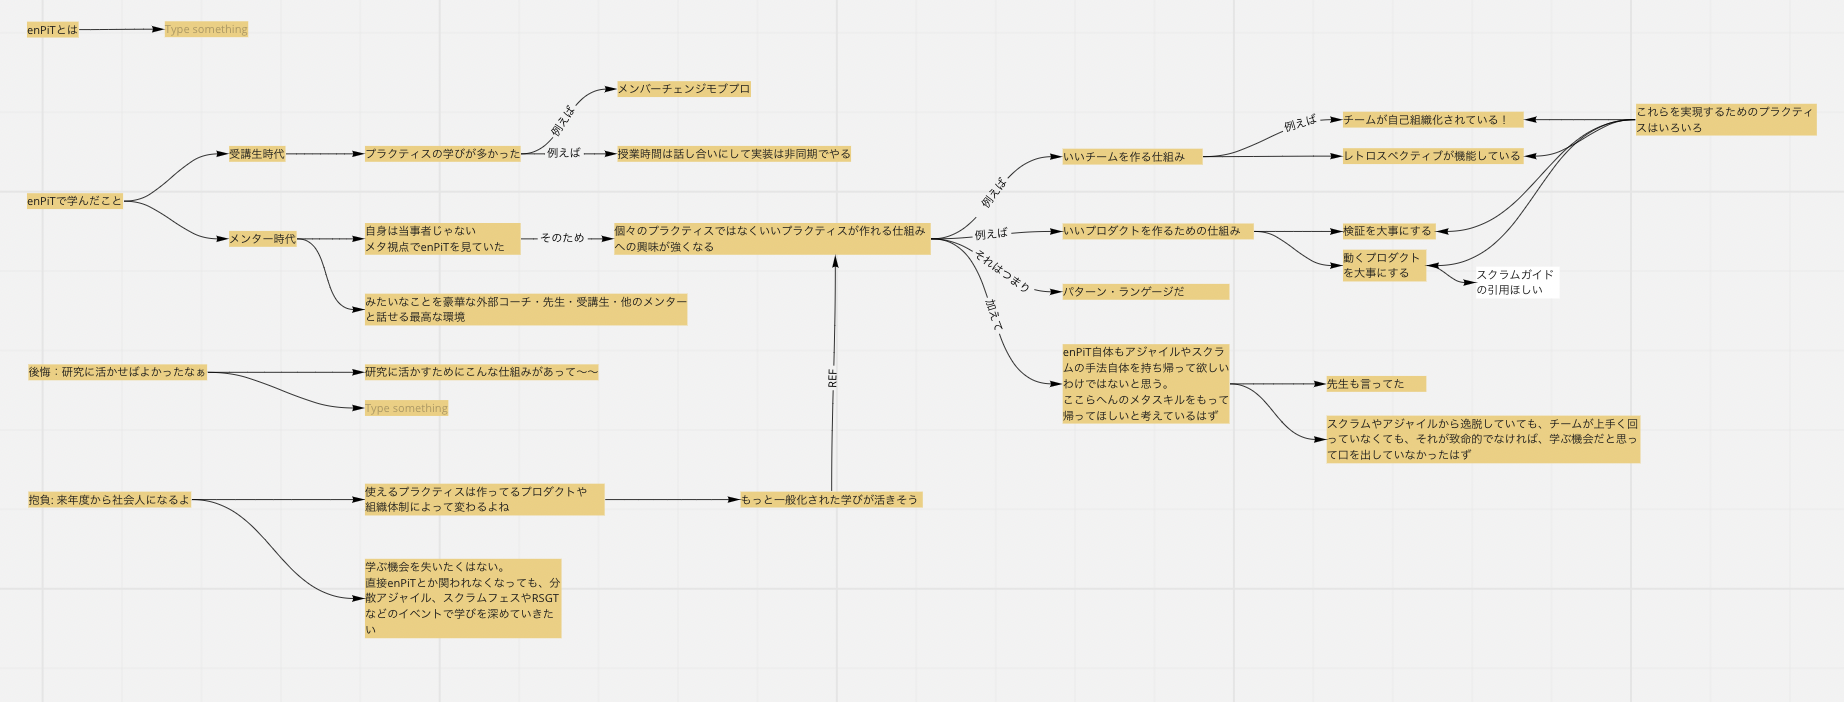 enPiTとは
Type something
メンバーチェンジモブプロ
例えば
受講生時代
プラクティスの学びが多かった
例えば
授業時間は話し合いにして実装は非同期でやる
enPiTで学んだこと
メンター時代
自身は当事者じゃない
メタ視点でenPiTを見ていた
そのため
個々のプラクティスではなくいいプラクティスが作れる仕組み
への興味が強くなる
みたいなことを豪華な外部コーチ・先生・受講生・他のメンター
と話せる最高な環境
例えば
いいチームを作る仕組み
例えば
チームが自己組織化されている！
レトロスペクティブが機能している
これらを実現するためのプラクティ
スはいろいろ
例えば
いいプロダクトを作るための仕組み
検証を大事にする
動くプロダクト
を大事にする
スクラムガイド
の引用ほしい
それはつまり
パターン・ランゲージだ
加えて
enPiT自体もアジャイルやスクラ
ムの手法自体を持ち帰って欲しい
わけではないと思う。
ここらへんのメタスキルをもって
帰ってほしいと考えているはず
先生も言ってた
スクラムやアジャイルから逸脱していても、チームが上手く回
っていなくても、それが致命的でなければ、学ぶ機会だと思っ
て口を出していなかったはず
後悔：研究に活かせばよかったなぁ
研究に活かすためにこんな仕組みがあって〜〜
Type something
REF
抱負: 来年度から社会人になるよ
使えるプラクティスは作ってるプロダクトや
組織体制によって変わるよね
もっと一般化された学びが活きそう
学ぶ機会を失いたくはない。
直接enPiTとか関われなくなっても、分
散アジャイル、スクラムフェスやRSGT
などのイベントで学びを深めていきた
い